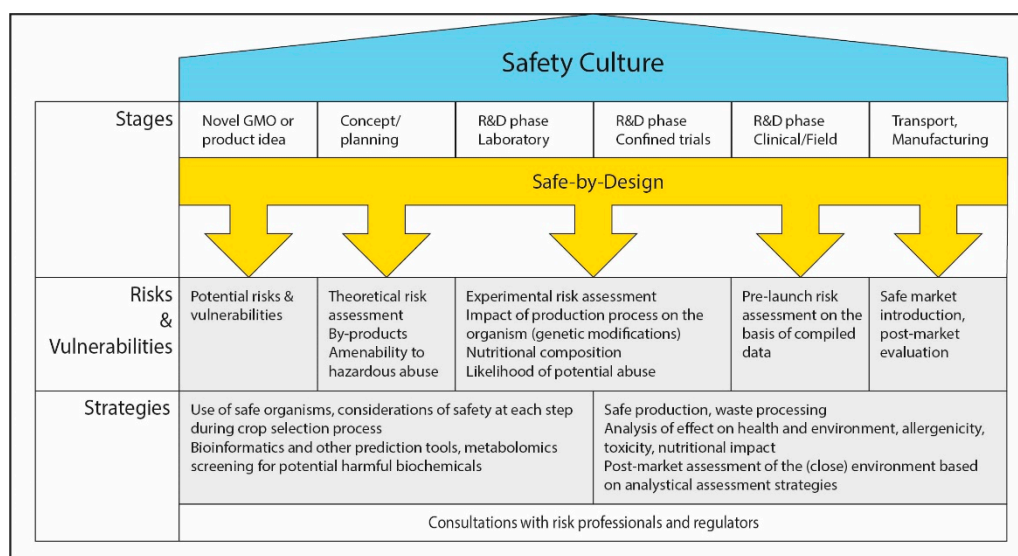 Safety Culture
Stages
Novel GMO or
product idea
Concept/
planning
R&D phase
Laboratory
R&D phase
Confined trials
R&D phase
Clinical/Field
Transport,
Manufacturing
Safe-by-Design
Risks
&
Vulnerabilities
Potential risks &
vulnerabilities
Theoretical risk
assessment
By-products
Amenability to
hazardous abuse
Experimental risk assessment
Impact of production process on the
organism (genetic modifications)
Nutritional composition
Likelihood of potential abuse
Pre-launch risk
assessment on the
basis of compiled
data
Safe market
introduction,
post-market
evaluation
Strategies
Use of safe organisms, considerations of safety at each step
during crop selection process
Bioinformatics and other prediction tools, metabolomics
screening for potential harmful biochemicals
Safe production, waste processing
Analysis of effect on health and environment, allergenicity,
toxicity, nutritional impact
Post-market assessment of the (close) environment based
on analystical assessment strategies
Consultations with risk professionals and regulators